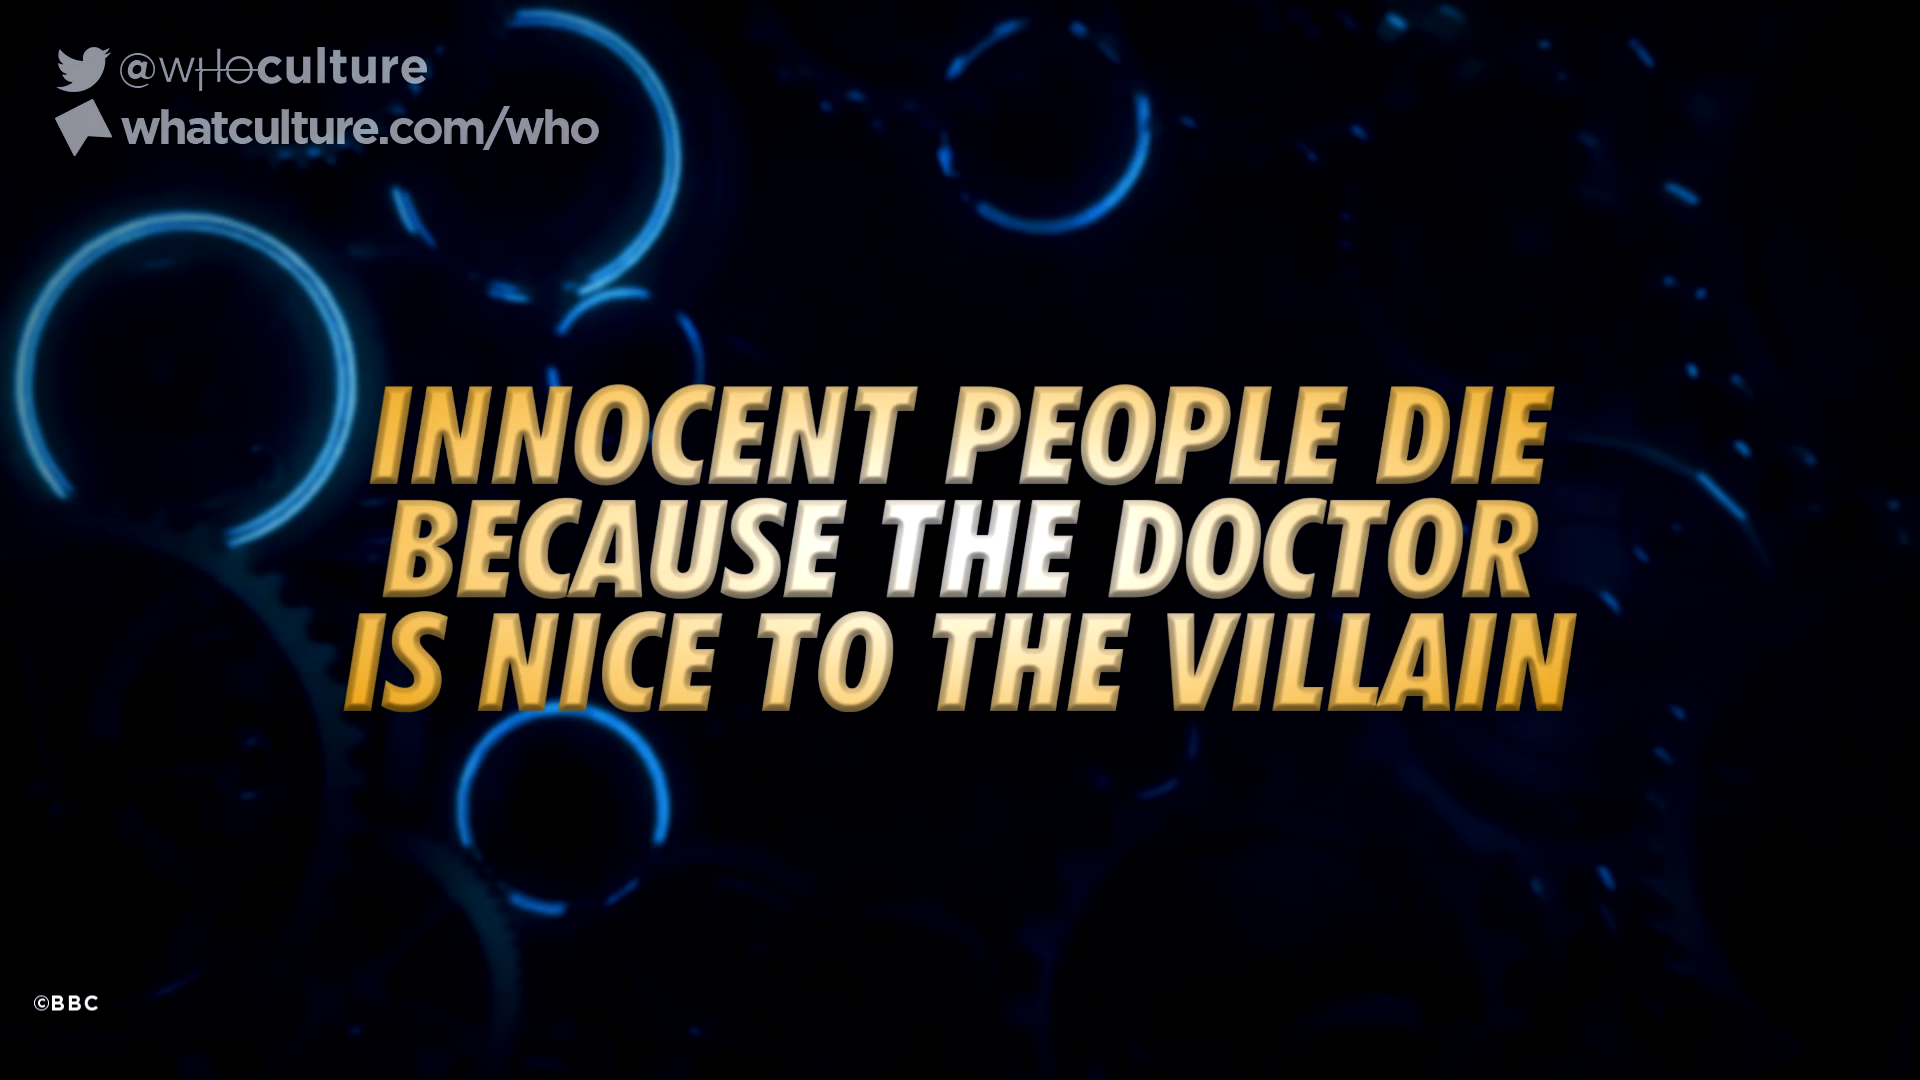 @whoculture
whatculture.com/who
INNOCENT PEOPLE DIE
BECAUSE THE DOCTOR
IS NICE TO THE VILLAIN
©BBC